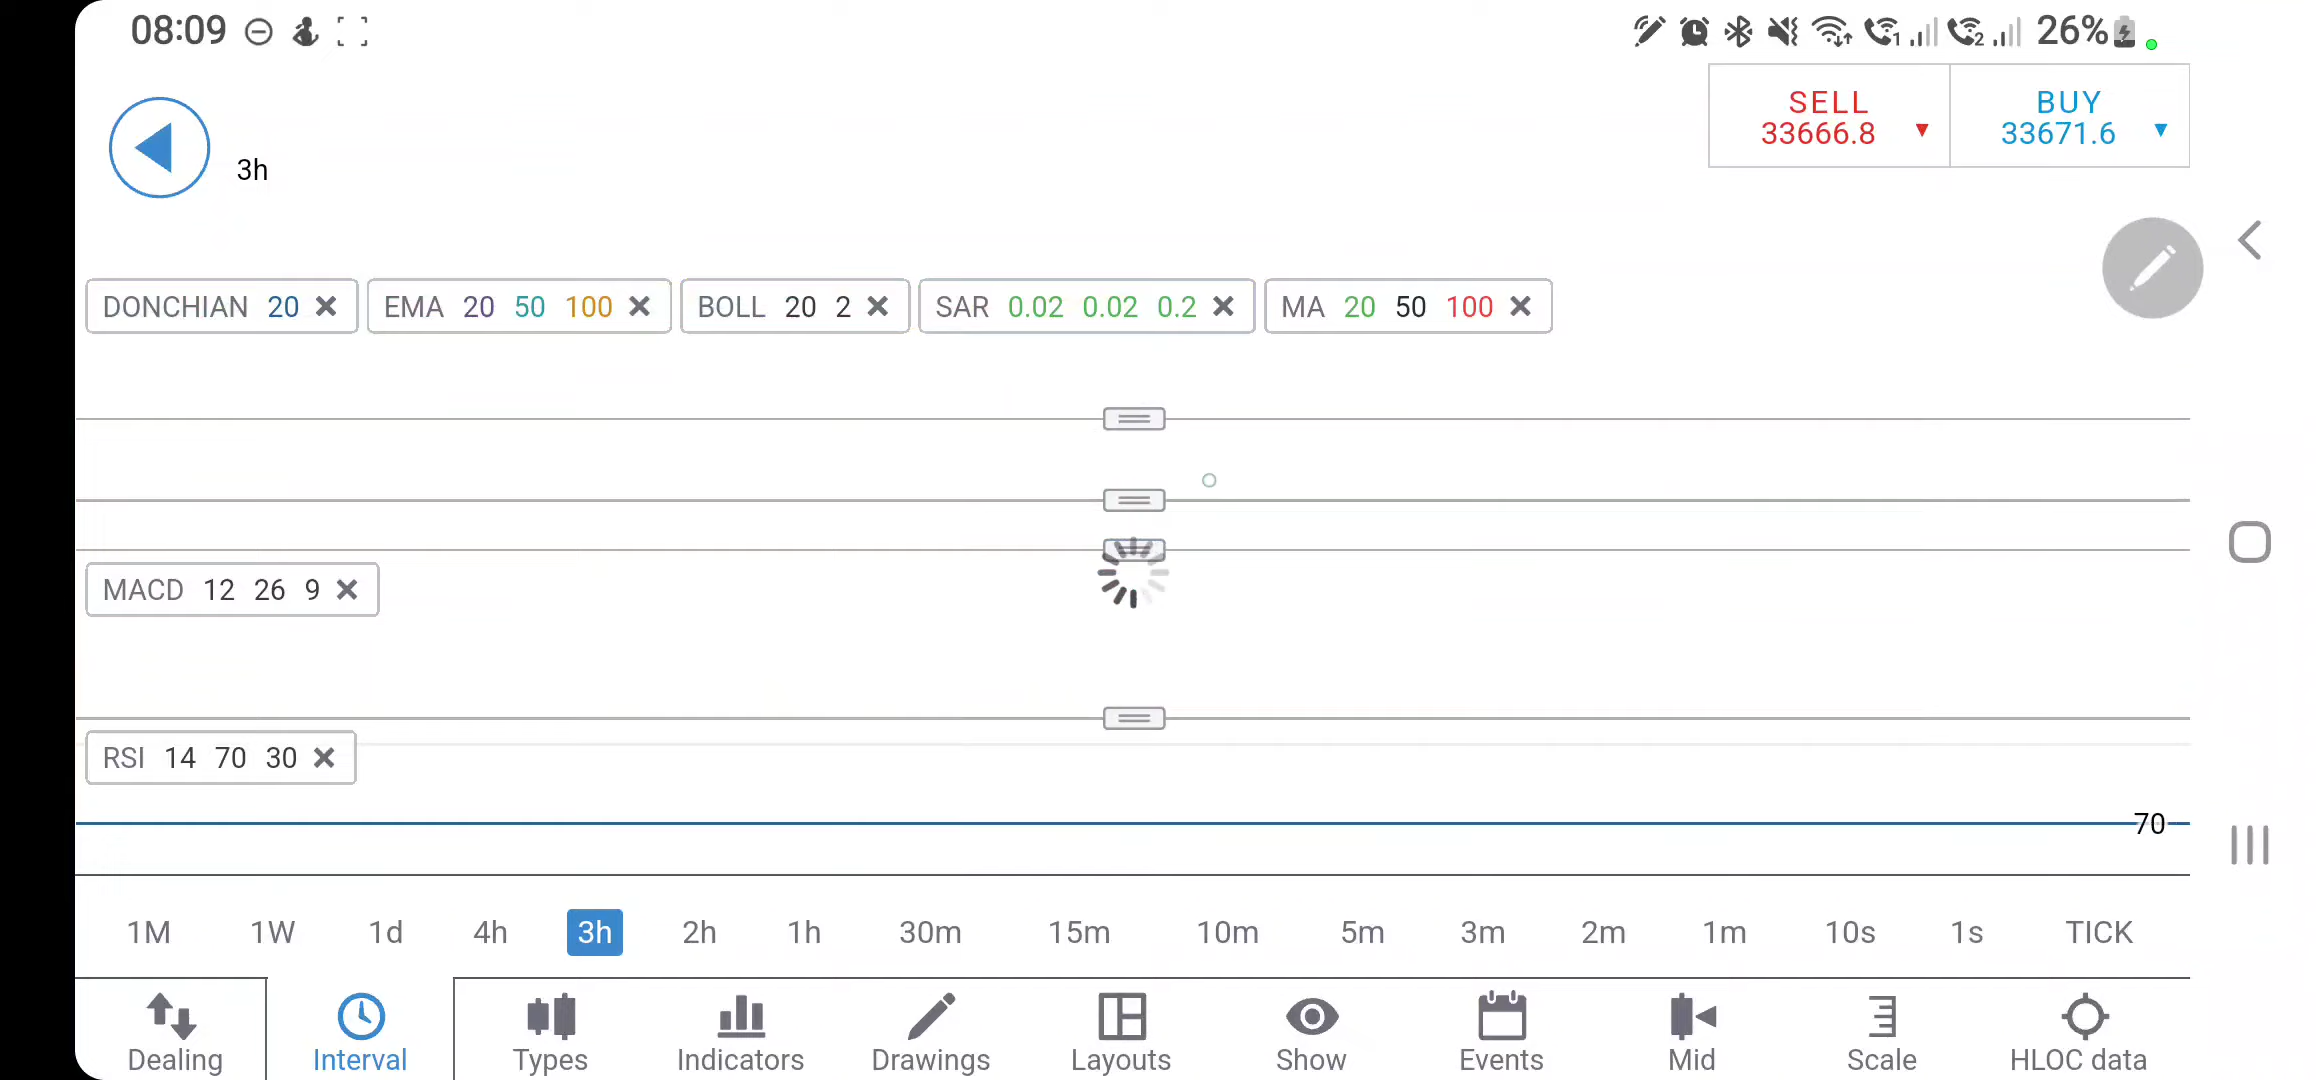 08:09 26%
SELL BUY
33666.8 33671.6
3h
DONCHIAN 20 EMA 20 50 100 BOLL 20 2 SAR 0.02 0.02 0.2 MA 20 50 100
MACD 12 26 9
RSI 14 70 30
70
1M 1W 1d 4h 3h 2h 1h 30m 15m 10m 5m 3m 2m 1m 10s 1s TICK
Dealing Interval Types Indicators Drawings Layouts Show Events Mid Scale HLOC data